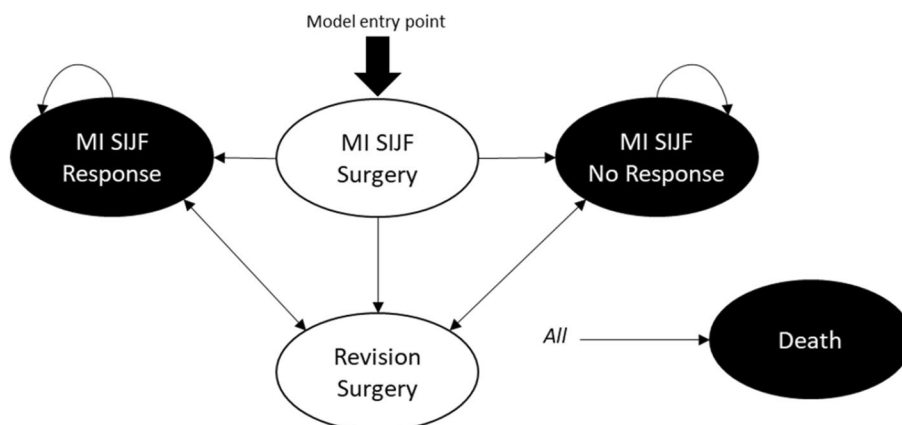 Model entry point
MI SIJF
Response
MI SIJF
Surgery
MI SIJF
No Response
Revision
Surgery
All
Death